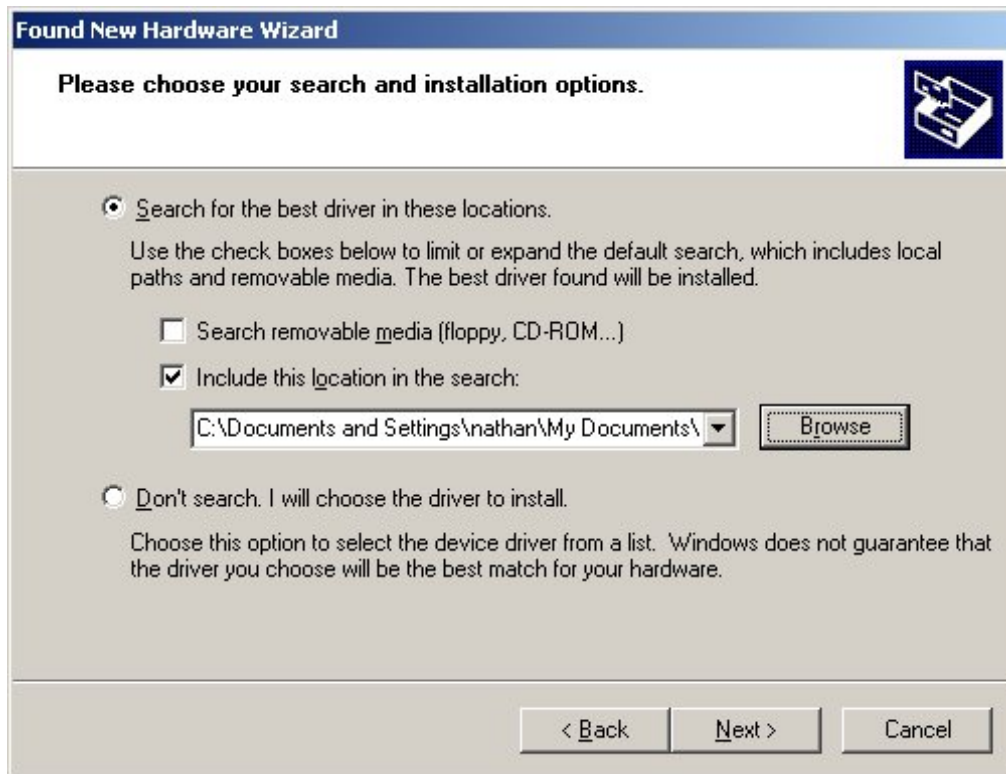 Found New Hardware Wizard
Please choose your search and installation options.
Search for the best driver in these locations.
Use the check boxes below to limit or expand the default search, which includes local
paths and removable media. The best driver found will be installed.
Search removable media (floppy, CD-ROM...)
Include this location in the search:
C:\Documents and Settings\nathan\My Documents\
Browse
Don't search. I will choose the driver to install.
Choose this option to select the device driver from a list.  Windows does not guarantee that
the driver you choose will be the best match for your hardware.
< Back
Next >
Cancel